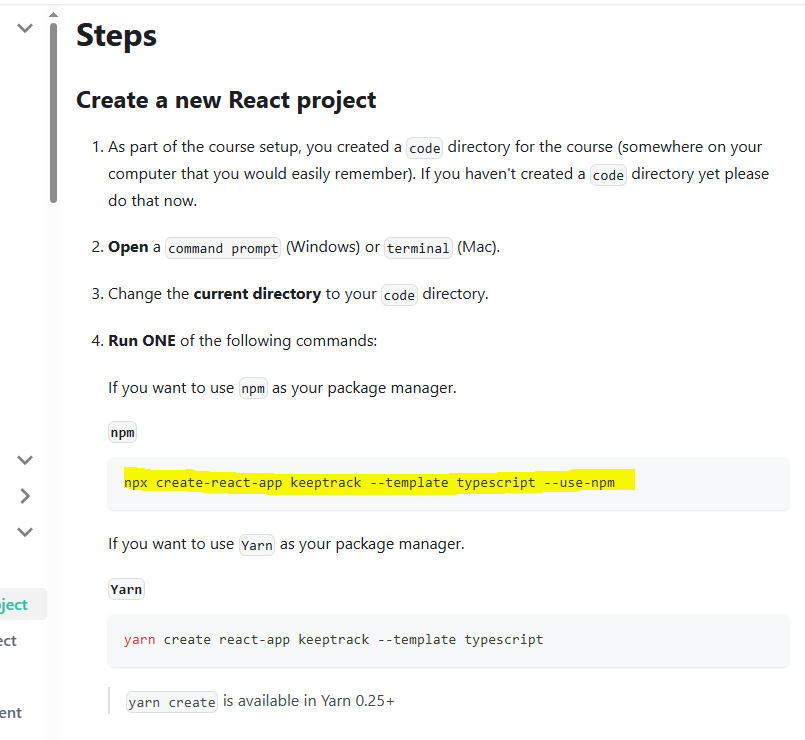 Steps
Create a new React project
1. As part of the course setup, you created a code directory for the course (somewhere on your
computer that you would easily remember). If you haven't created a code directory yet please
do that now.
2. Open a command prompt (Windows) or terminal (Mac).
3. Change the current directory to your code directory.
4. Run ONE of the following commands:
If you want to use npm as your package manager.
npm
npx create-react-app keeptrack --template typescript --use-npm
If you want to use Yarn as your package manager.
Yarn
ject
yarn create react-app keeptrack --template typescript
ect
yarn create is available in Yarn 0.25+
ent